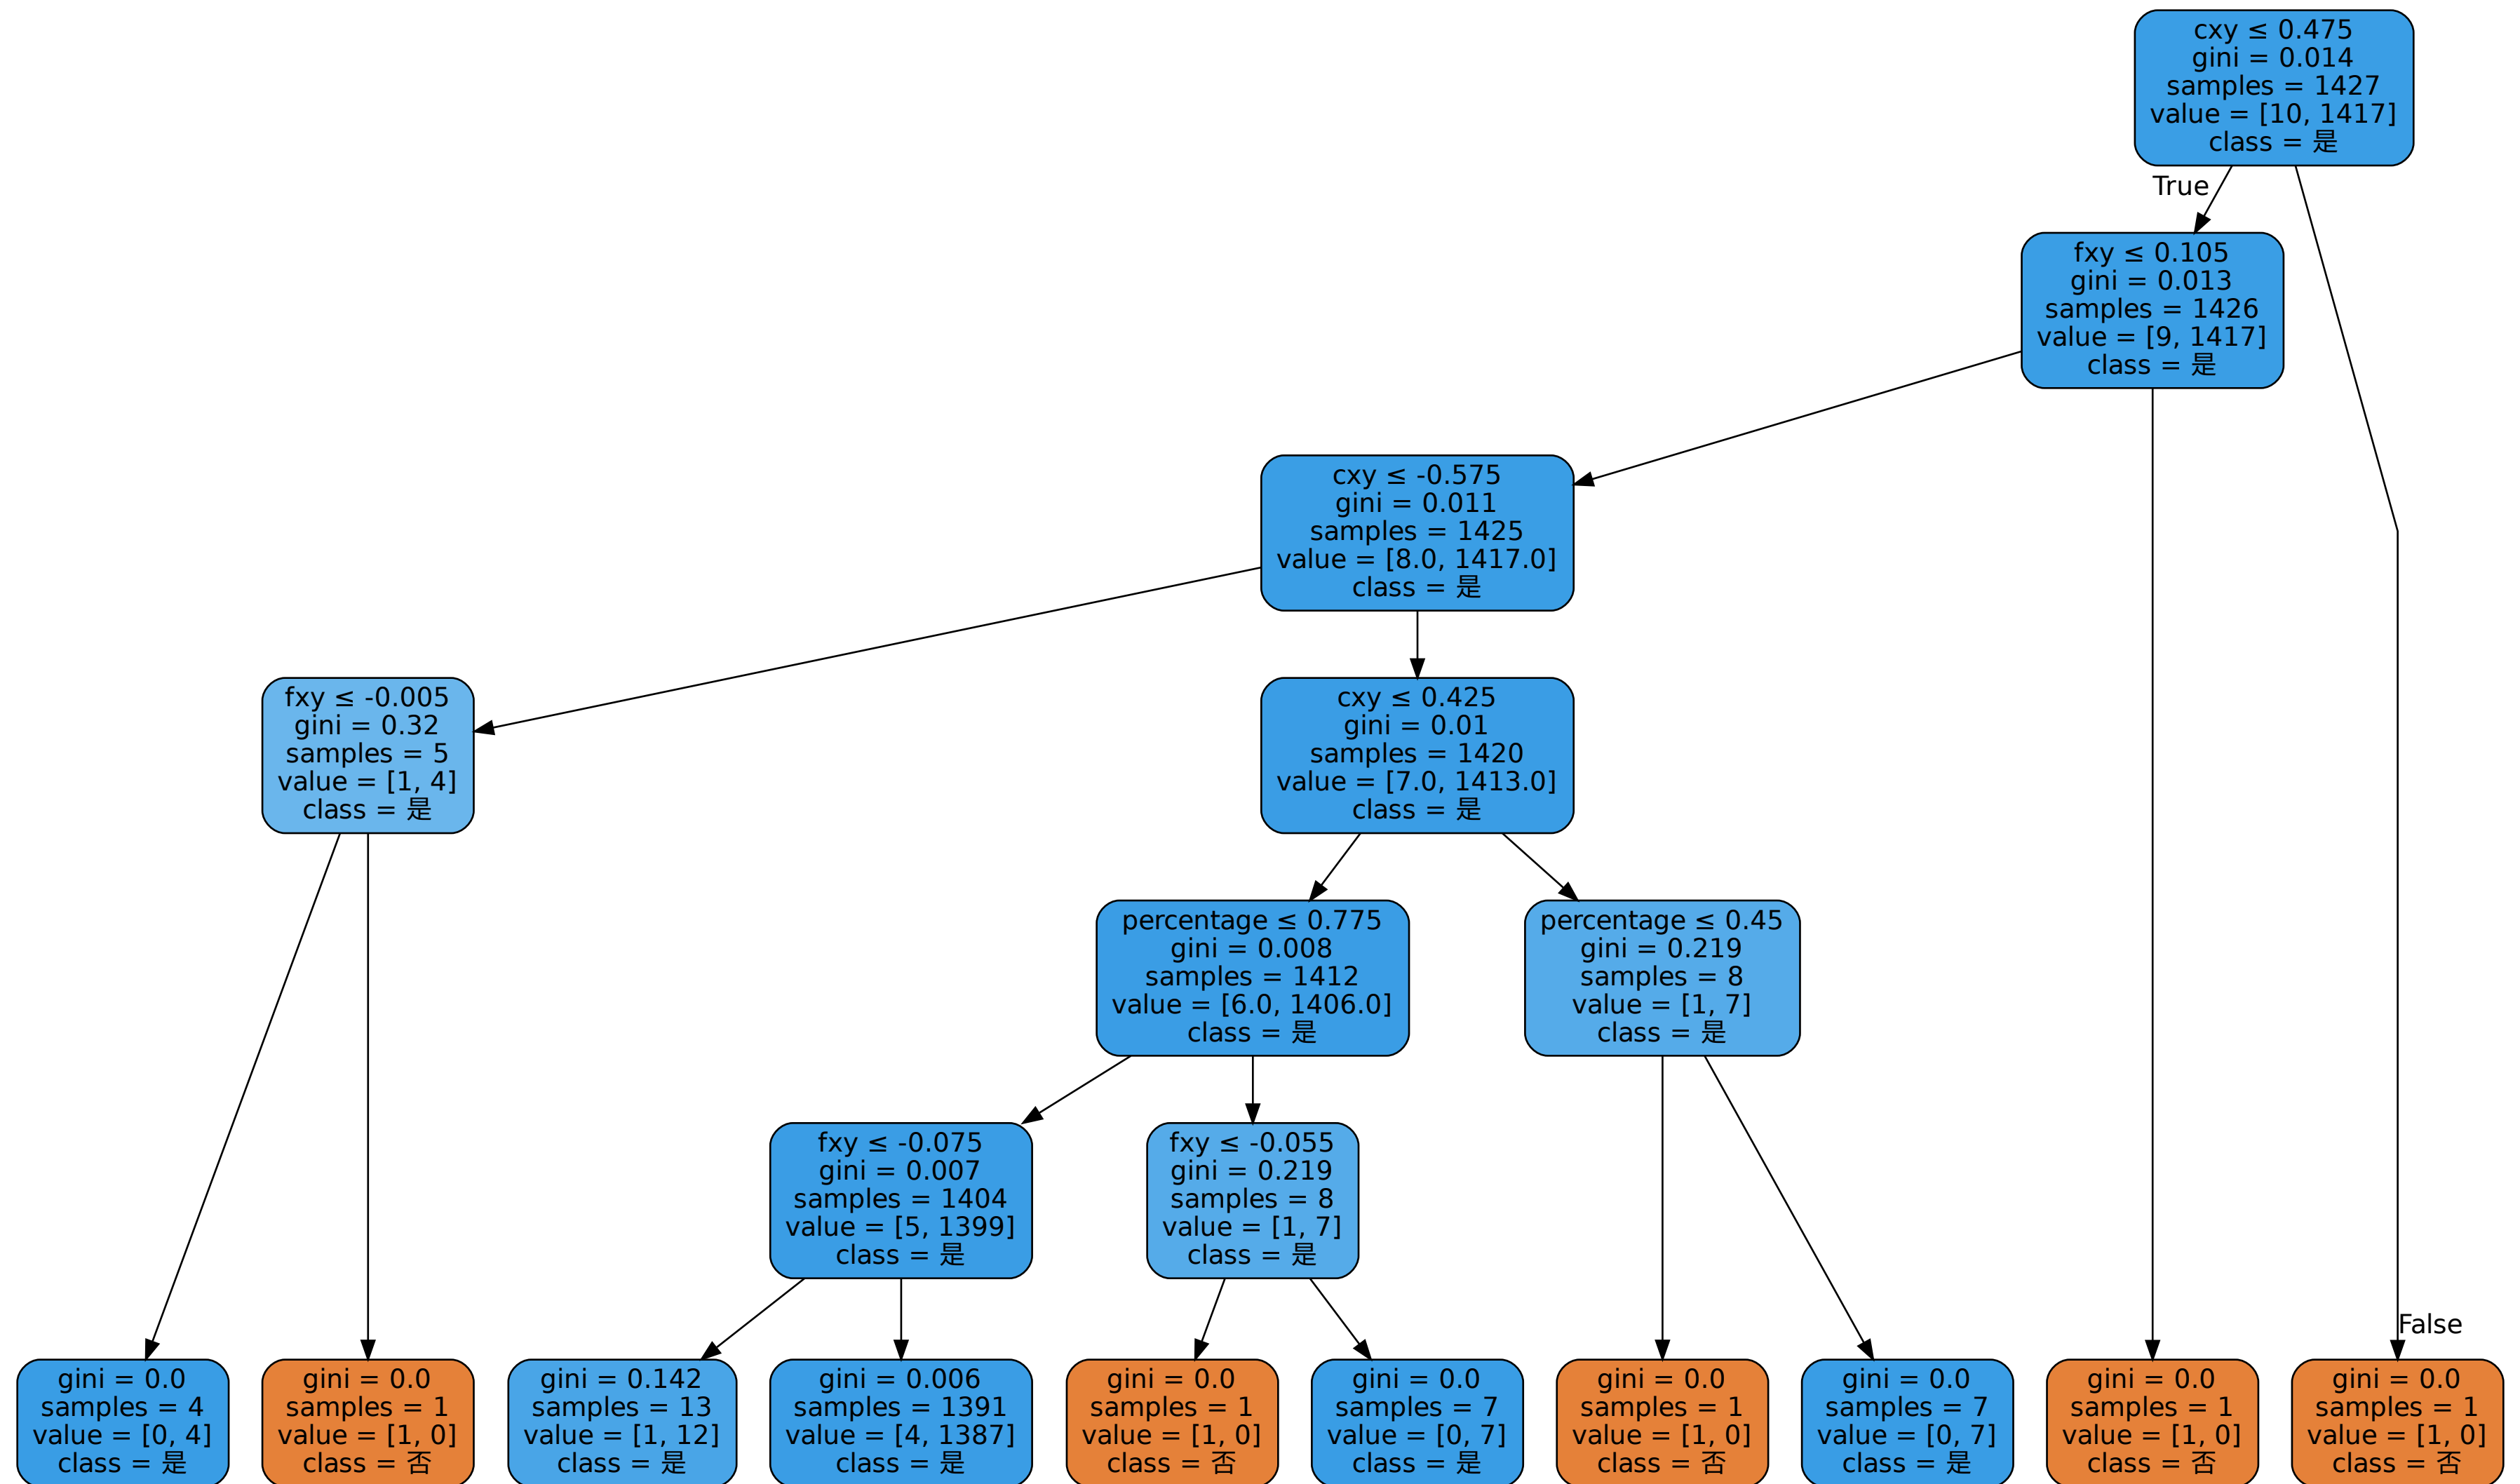 cxy ≤ 0.475
gini = 0.014
samples = 1427
value = [10, 1417]
class = 是
True
fxy ≤ 0.105
gini = 0.013
samples = 1426
value = [9, 1417]
class = 是
cxy ≤ -0.575
gini = 0.011
samples = 1425
value = [8.0, 1417.0]
class = 是
fxy ≤ -0.005
gini = 0.32
samples = 5
value = [1, 4]
class = 是
cxy ≤ 0.425
gini = 0.01
samples = 1420
value = [7.0, 1413.0]
class = 是
percentage ≤ 0.775
gini = 0.008
samples = 1412
value = [6.0, 1406.0]
class = 是
percentage ≤ 0.45
gini = 0.219
samples = 8
value = [1, 7]
class = 是
fxy ≤ -0.075
gini = 0.007
samples = 1404
value = [5, 1399]
class = 是
fxy ≤ -0.055
gini = 0.219
samples = 8
value = [1, 7]
class = 是
False
gini = 0.0
samples = 4
value = [0, 4]
class = 是
gini = 0.0
samples = 1
value = [1, 0]
class = 否
gini = 0.142
samples = 13
value = [1, 12]
class = 是
gini = 0.006
samples = 1391
value = [4, 1387]
class = 是
gini = 0.0
samples = 1
value = [1, 0]
class = 否
gini = 0.0
samples = 7
value = [0, 7]
class = 是
gini = 0.0
samples = 1
value = [1, 0]
class = 否
gini = 0.0
samples = 7
value = [0, 7]
class = 是
gini = 0.0
samples = 1
value = [1, 0]
class = 否
gini = 0.0
samples = 1
value = [1, 0]
class = 否